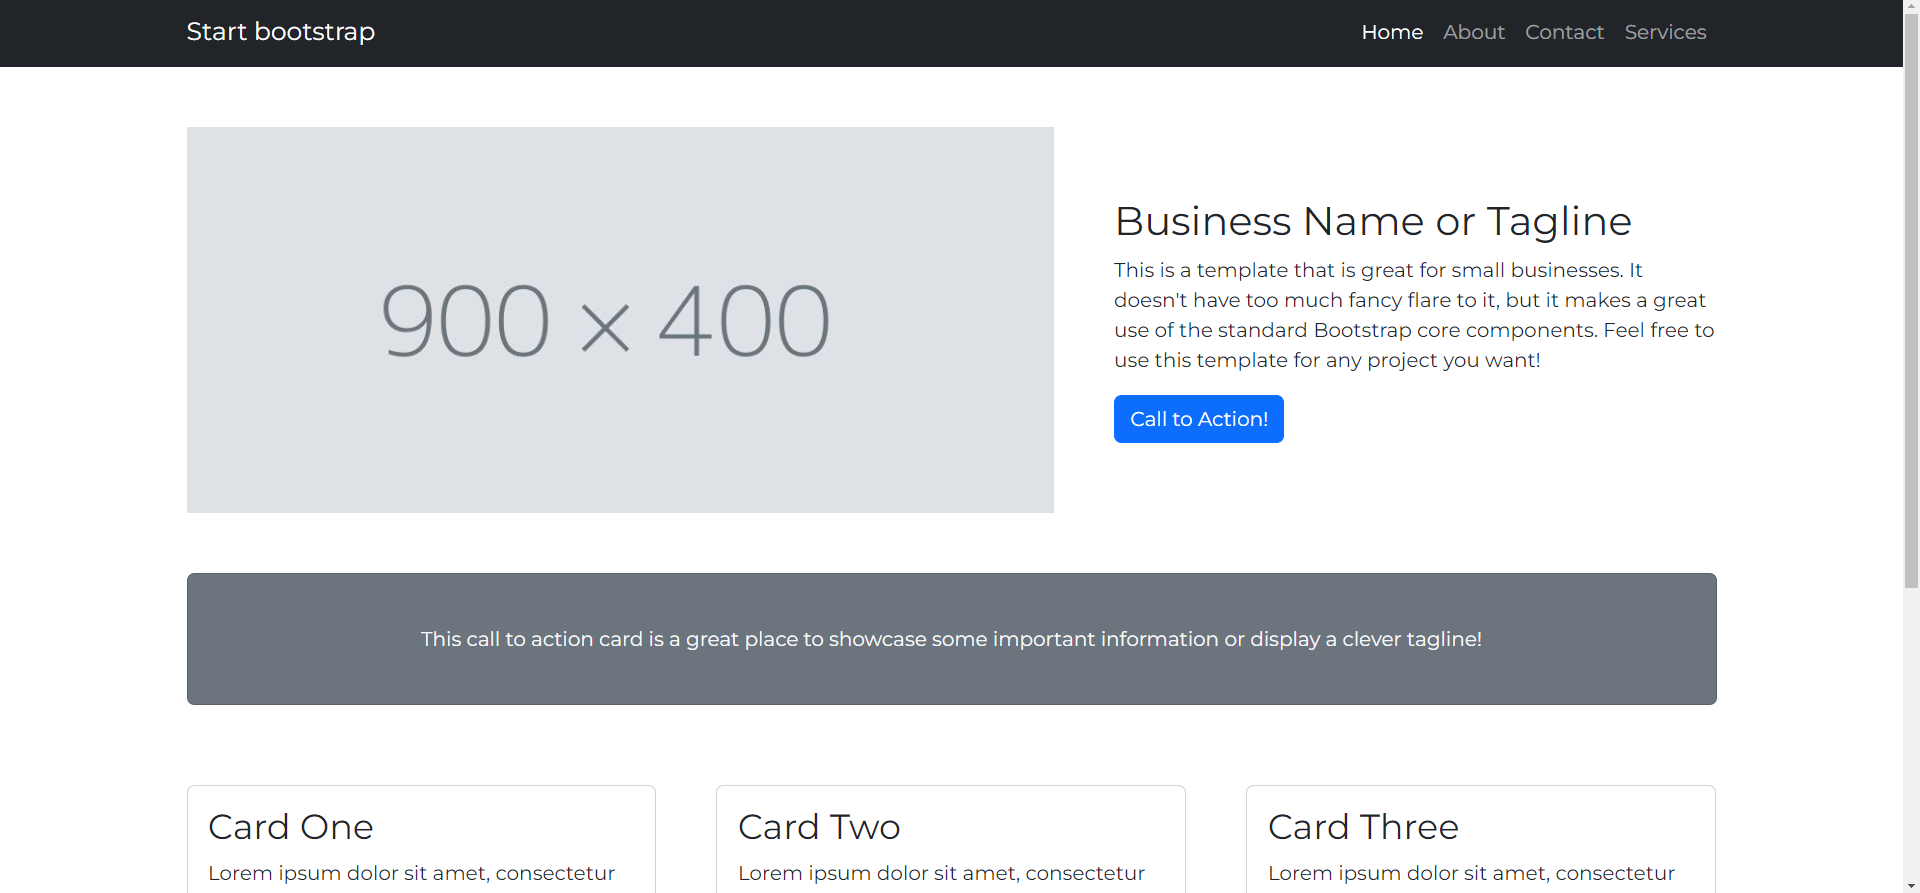 Start bootstrap
Home About Contact Services
900 × 400
Business Name or Tagline
This is a template that is great for small businesses. It
doesn't have too much fancy flare to it, but it makes a great
use of the standard Bootstrap core components. Feel free to
use this template for any project you want!
Call to Action!
This call to action card is a great place to showcase some important information or display a clever tagline!
Card One
Lorem ipsum dolor sit amet, consectetur
Card Two
Lorem ipsum dolor sit amet, consectetur
Card Three
Lorem ipsum dolor sit amet, consectetur